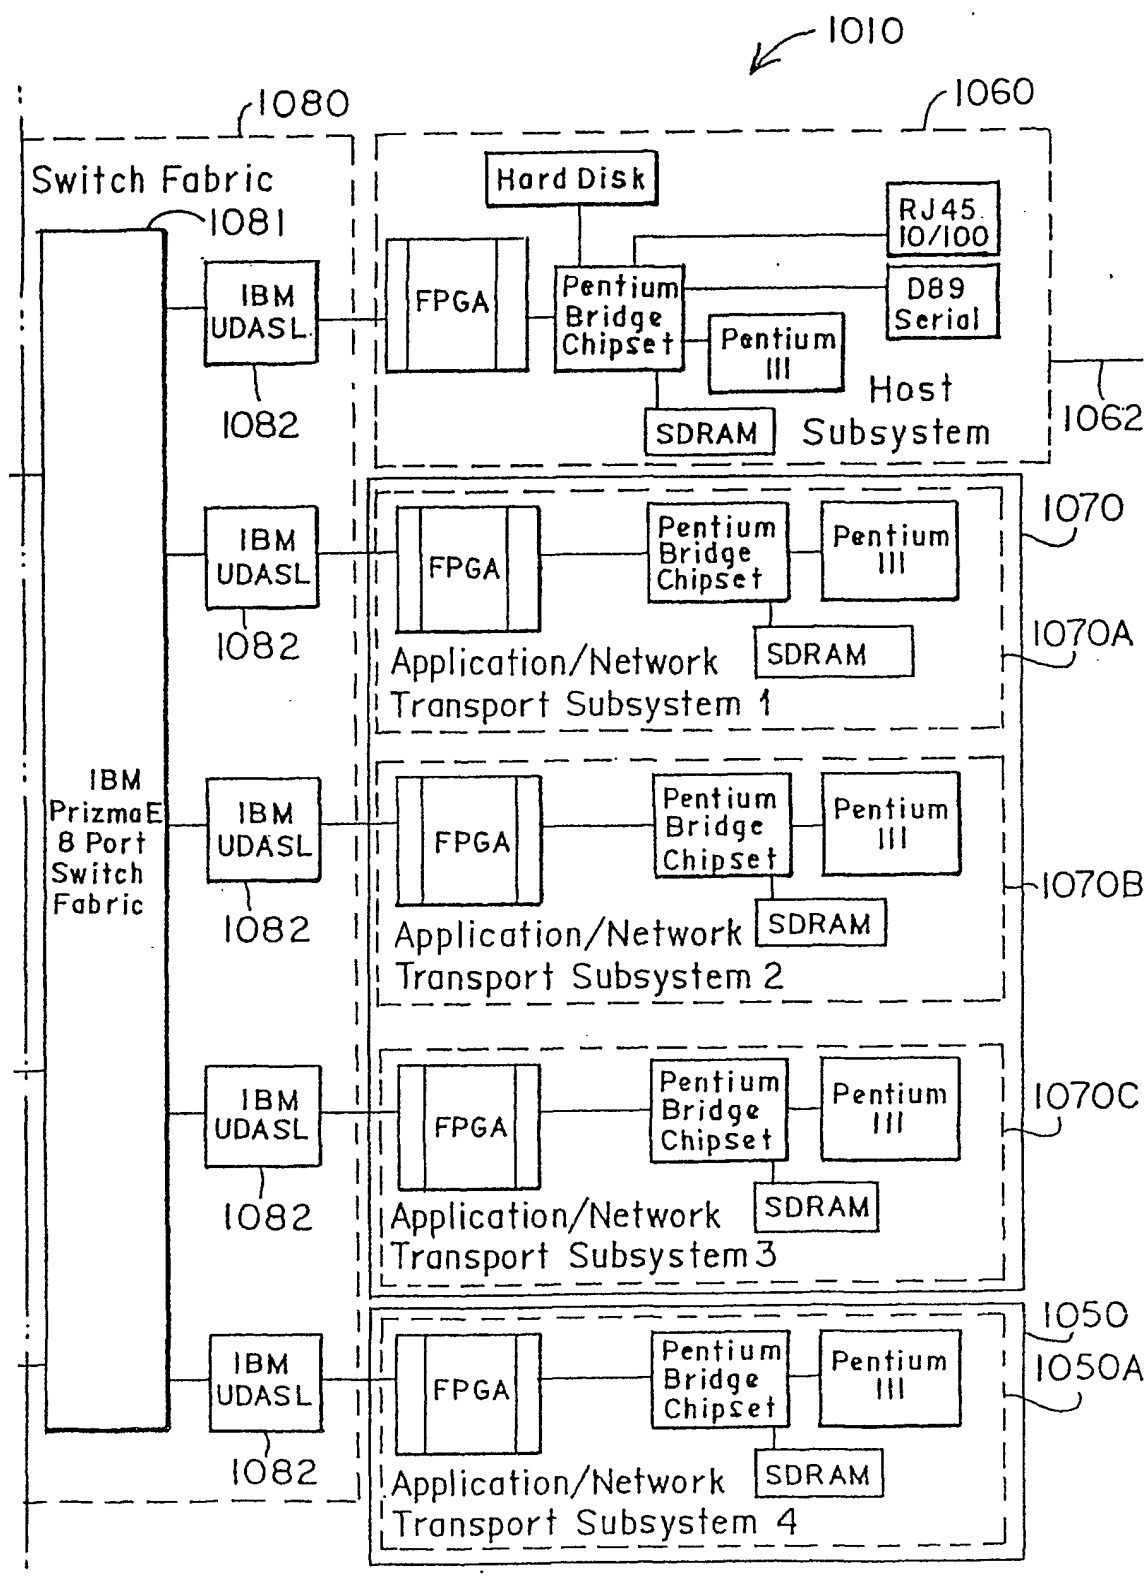 1010
1080
1060
Switch Fabric
1081
Hard Disk
RJ45
10/100
IBM
UDASL
FPGA
Pentium
Bridge
Chipset
D89
Serial
Pentium
III
1082
SDRAM
Host
Subsystem
1062
IBM
UDASL
1082
FPGA
Pentium
Bridge
Chipset
Pentium
III
SDRAM
Application/Network
Transport Subsystem 1
1070
1070A
IBM
PrizmaE
8 Port
Switch
Fabric
IBM
UDASL
1082
FPGA
Pentium
Bridge
Chipset
Pentium
III
SDRAM
Application/Network
Transport Subsystem 2
1070B
IBM
UDASL
1082
FPGA
Pentium
Bridge
Chipset
Pentium
III
SDRAM
Application/Network
Transport Subsystem 3
1070C
IBM
UDASL
1082
FPGA
Pentium
Bridge
Chipset
Pentium
III
SDRAM
Application/Network
Transport Subsystem 4
1050
1050A